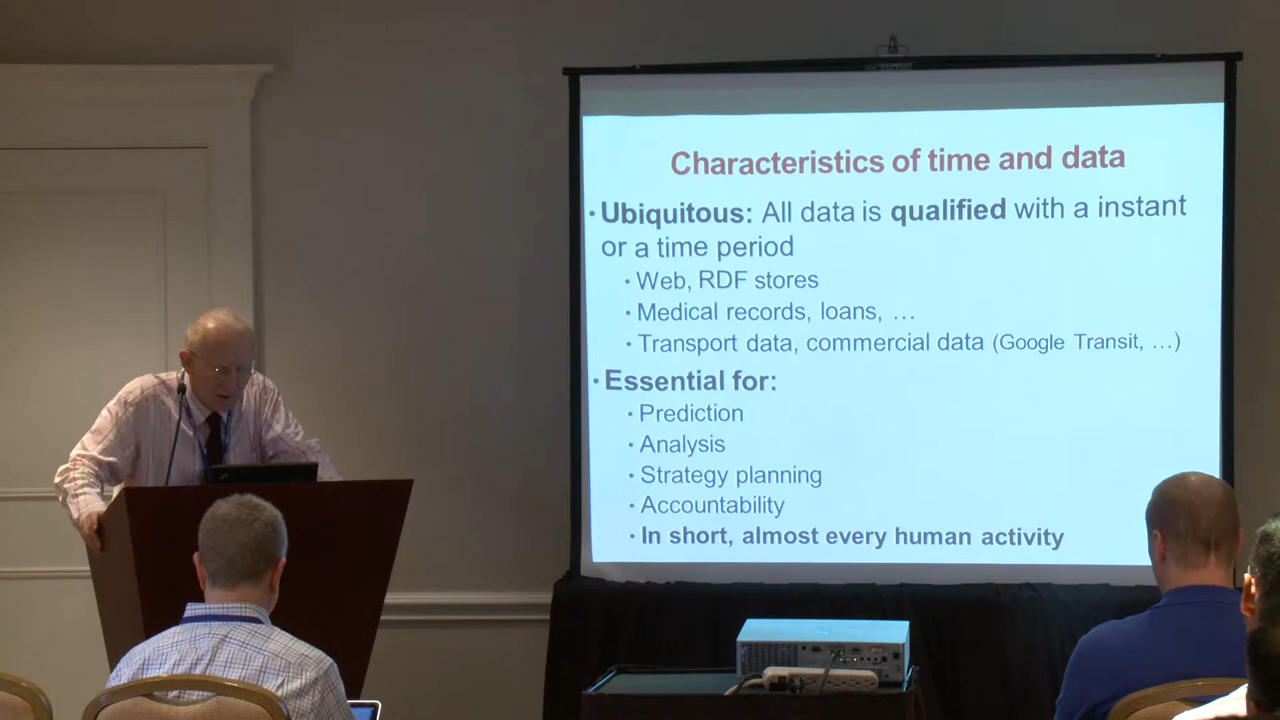 Characteristics of time and data
• Ubiquitous: All data is qualified with a instant
or a time period
• Web, RDF stores
• Medical records, loans, …
• Transport data, commercial data (Google Transit, …)
• Essential for:
• Prediction
• Analysis
• Strategy planning
• Accountability
• In short, almost every human activity